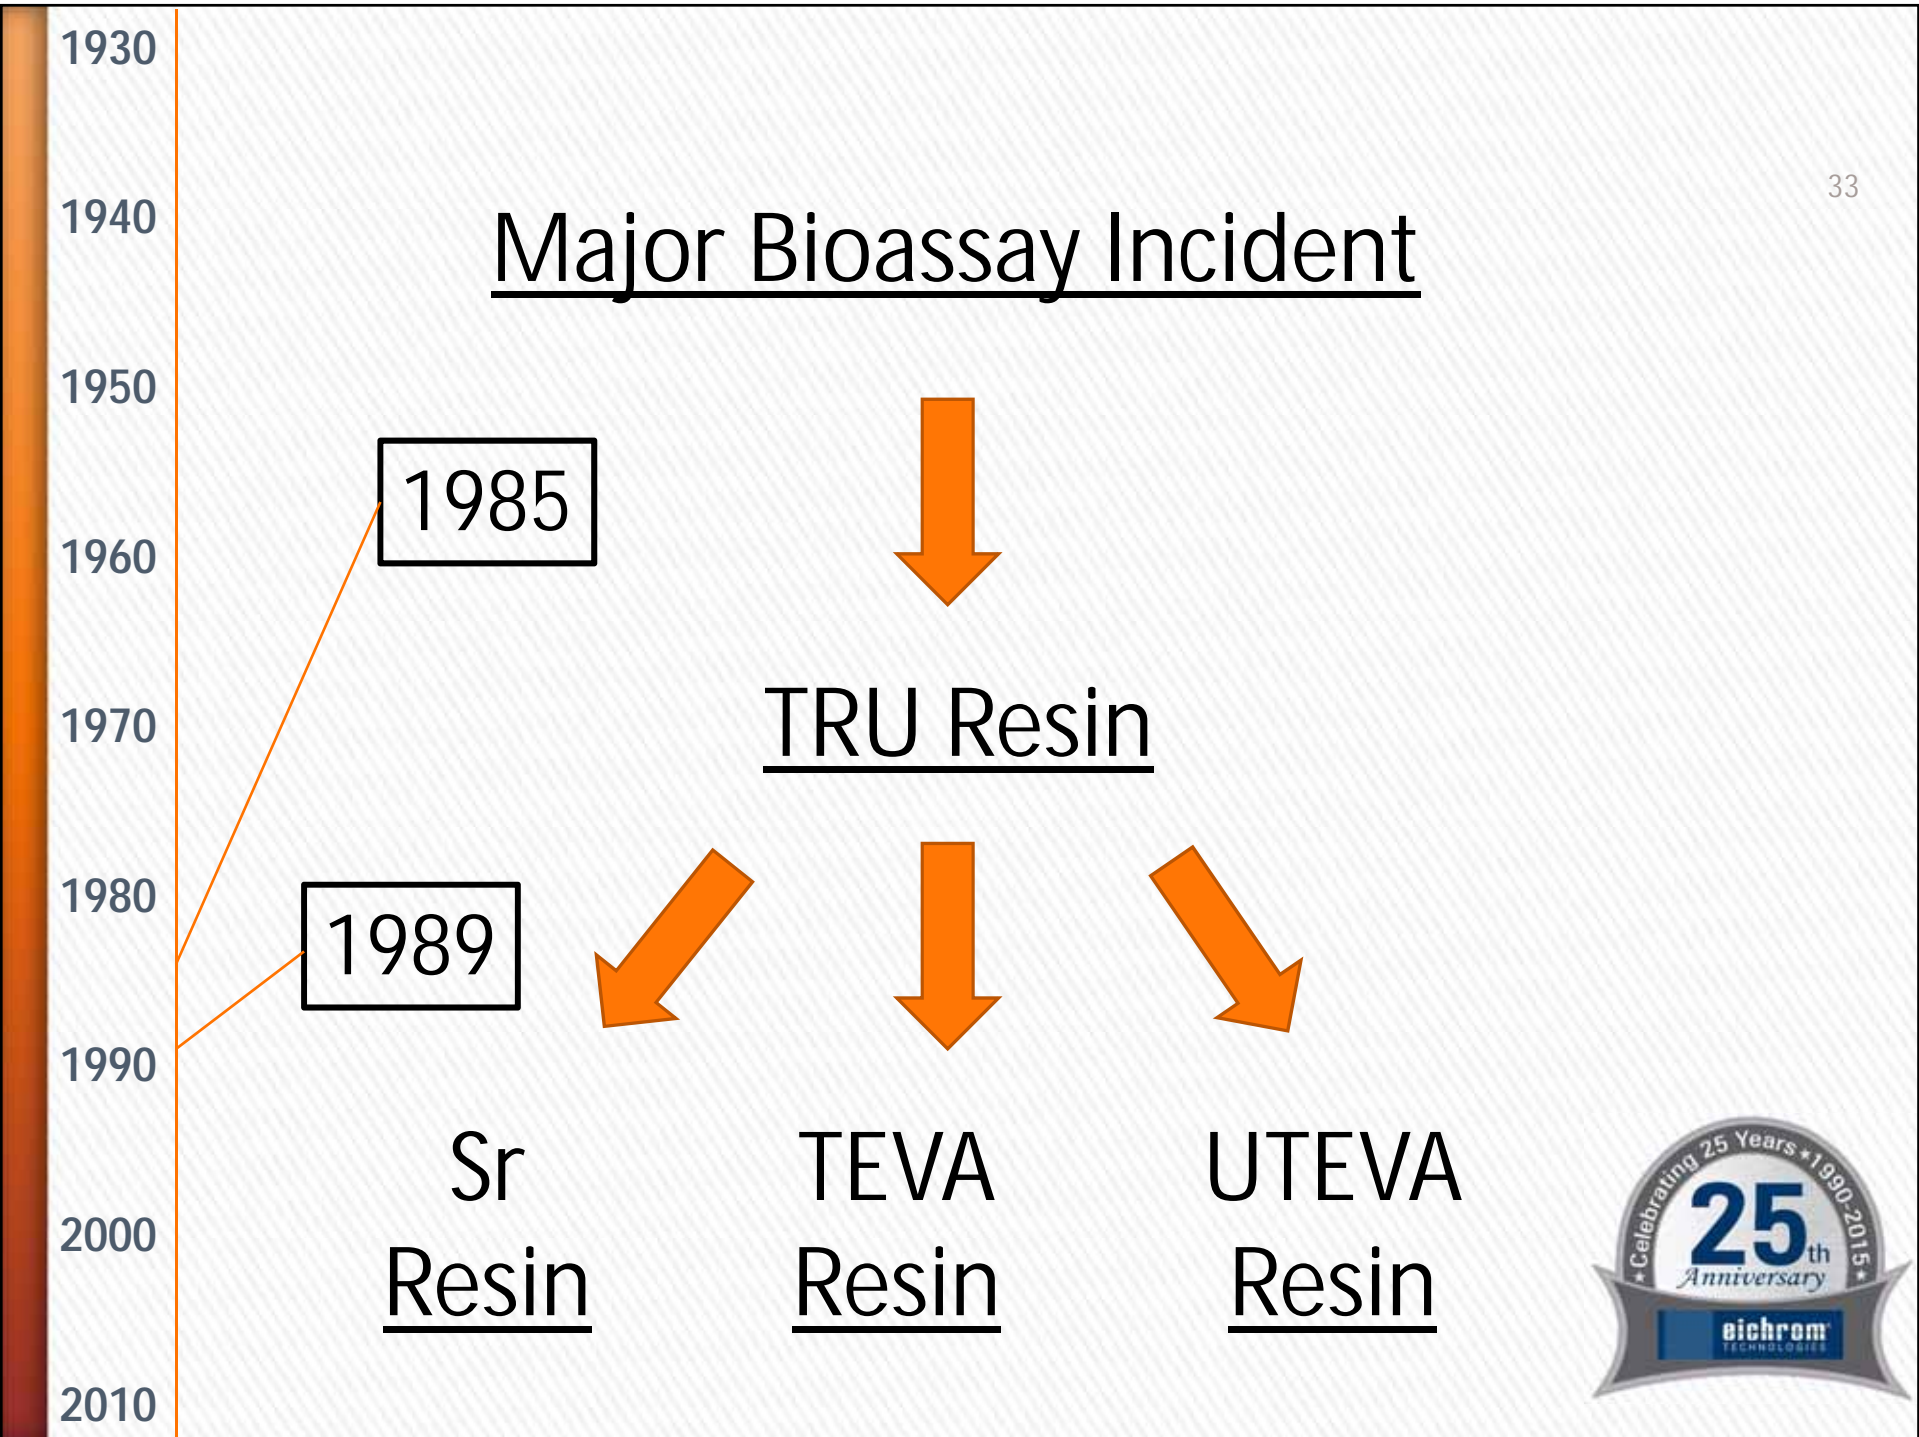 1930
1940
1950
1960
1970
1980
1990
2000
2010
33
Major Bioassay Incident
1985
TRU Resin
1989
Sr
Resin
TEVA
Resin
UTEVA
Resin
Celebrating 25 Years 1990-2015
25th
Anniversary
eichrom
TECHNOLOGIES